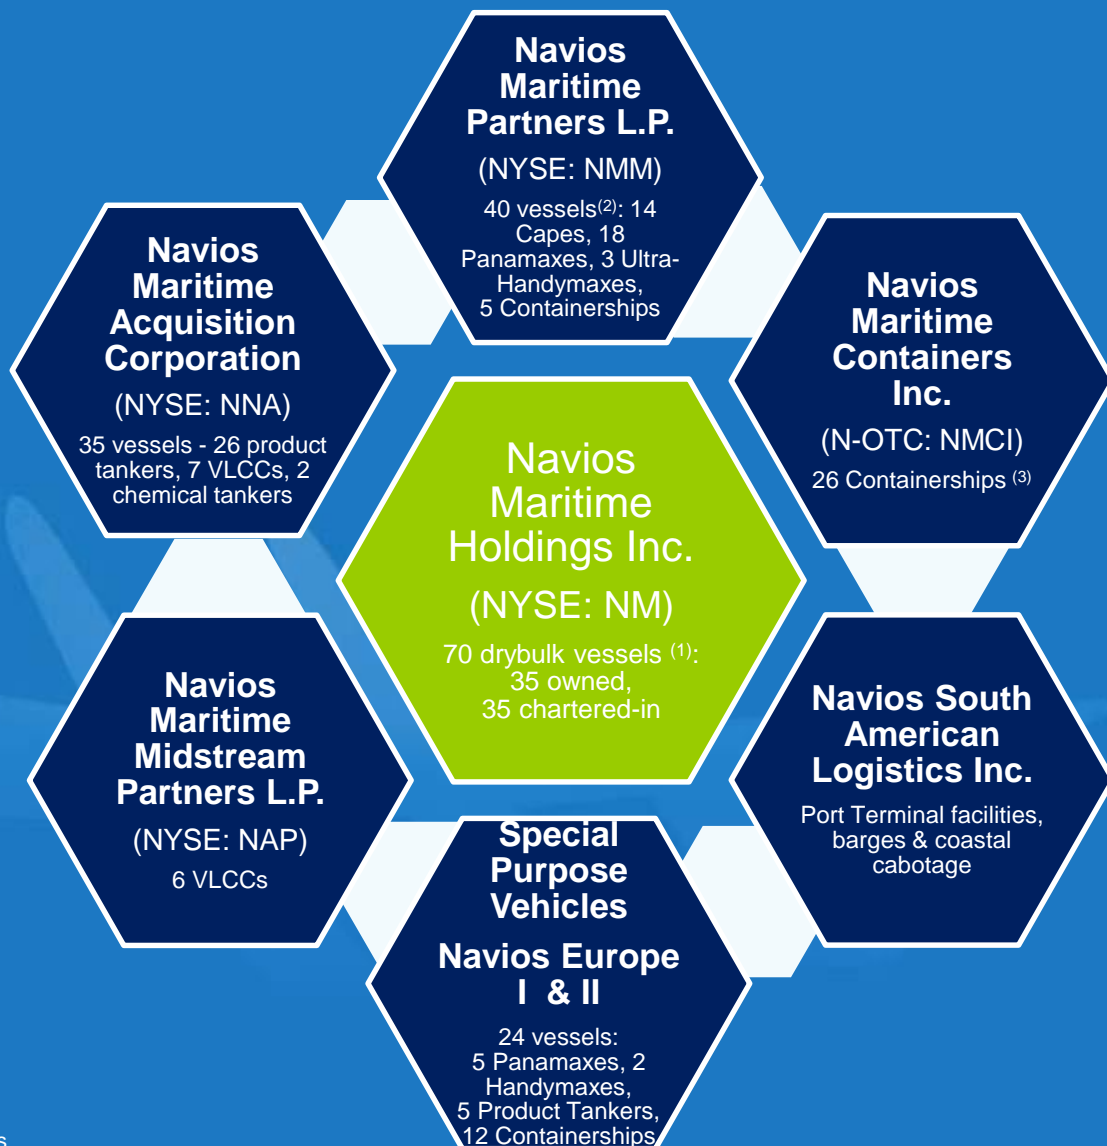 Navios
Maritime
Partners L.P.
(NYSE: NMM)
40 vessels(2): 14
Capes, 18
Panamaxes, 3 Ultra-
Handymaxes,
5 Containerships
Navios
Maritime
Acquisition
Corporation
(NYSE: NNA)
35 vessels - 26 product
tankers, 7 VLCCs, 2
chemical tankers
Navios
Maritime
Containers
Inc.
(N-OTC: NMCI)
26 Containerships (3)
Navios
Maritime
Holdings Inc.
(NYSE: NM)
70 drybulk vessels (1):
35 owned,
35 chartered-in
Navios
Maritime
Midstream
Partners L.P.
(NYSE: NAP)
6 VLCCs
Navios South
American
Logistics Inc.
Port Terminal facilities,
barges & coastal
cabotage
Special
Purpose
Vehicles
Navios Europe
I & II
24 vessels:
5 Panamaxes, 2
Handymaxes,
5 Product Tankers,
12 Containerships